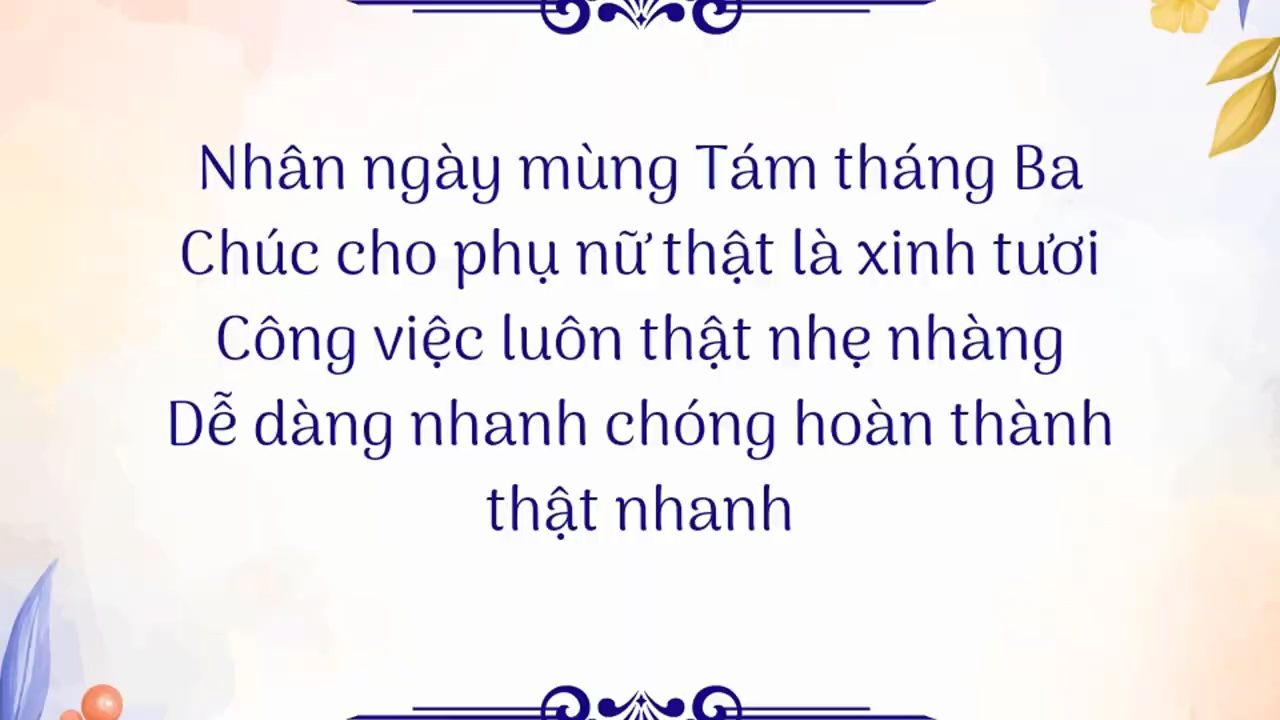 Nhân ngày mùng Tám tháng Ba
Chúc cho phụ nữ thật là xinh tươi
Công việc luôn thật nhẹ nhàng
Dễ dàng nhanh chóng hoàn thành
thật nhanh